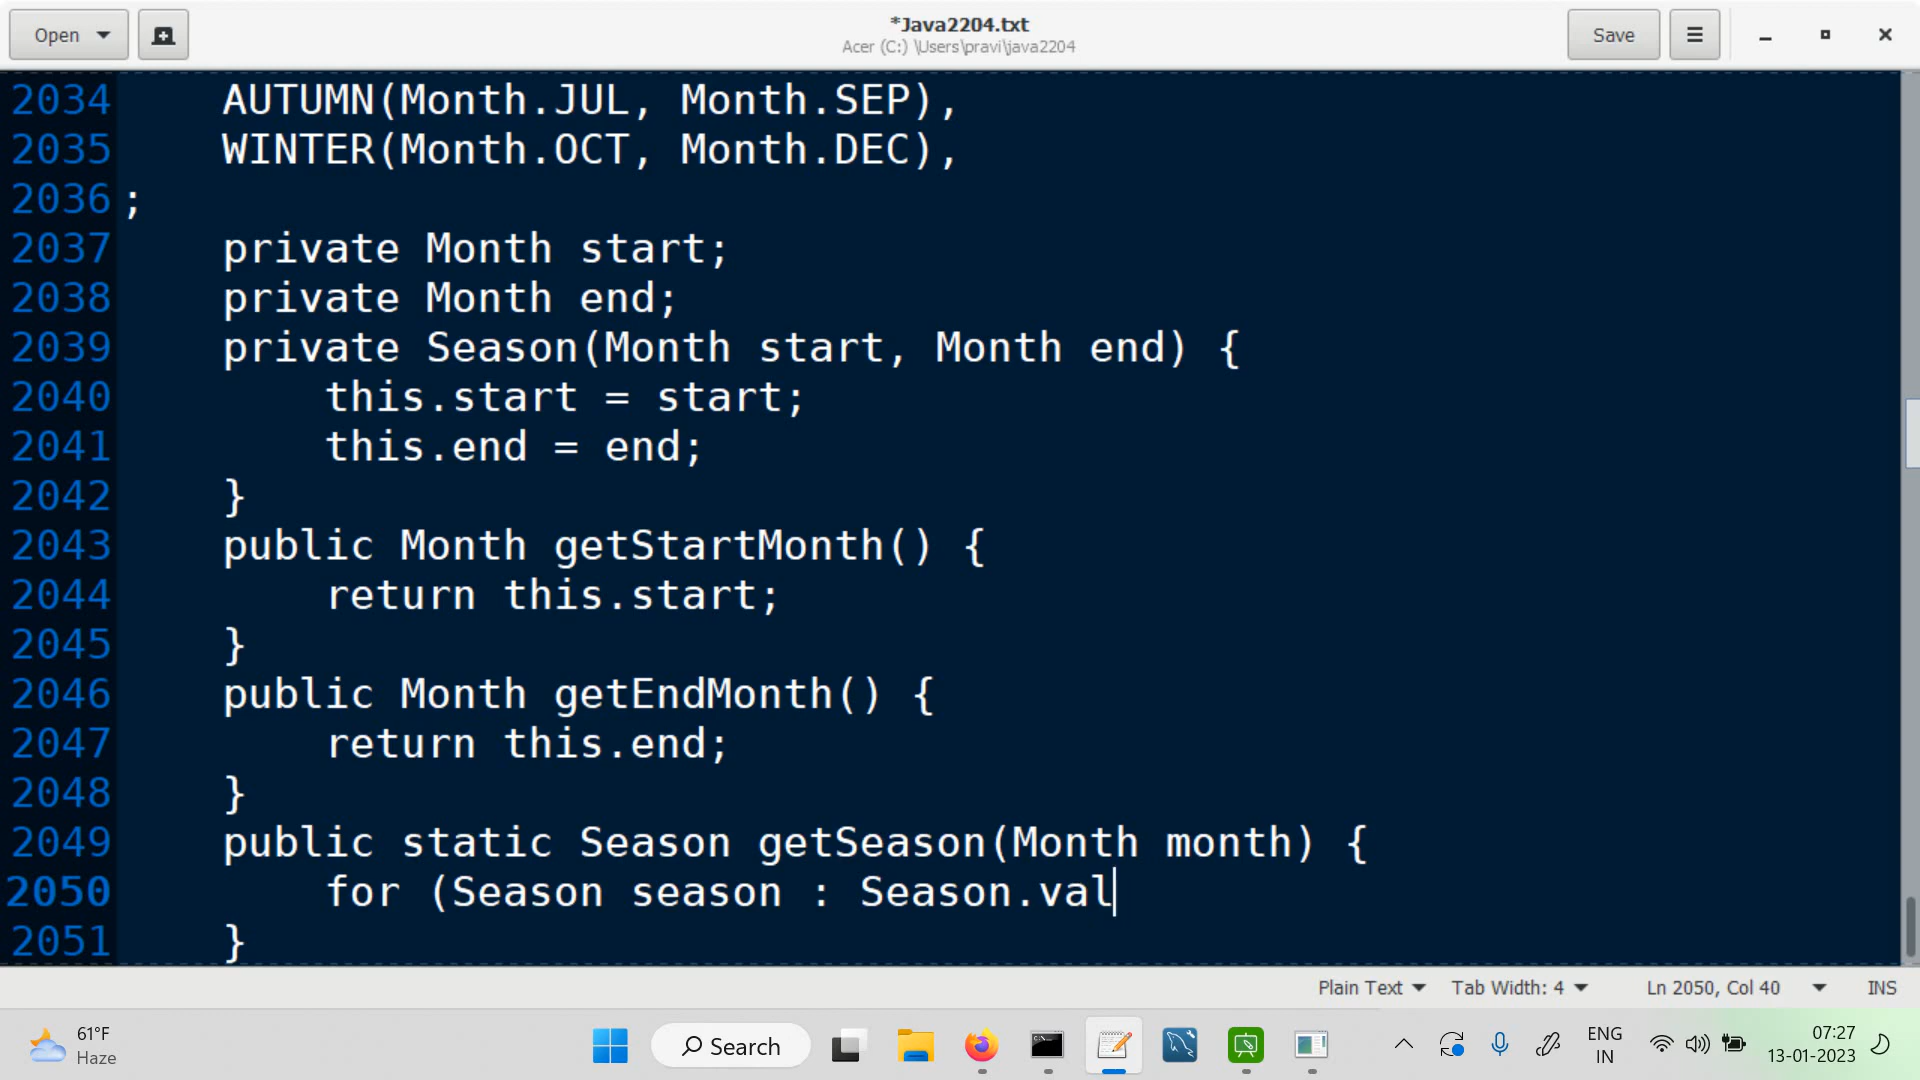 Open
*Java2204.txt
Acer (C:) \Users\pravi\java2204
Save
2034 AUTUMN(Month.JUL, Month.SEP),
2035 WINTER(Month.OCT, Month.DEC),
2036 ;
2037 private Month start;
2038 private Month end;
2039 private Season(Month start, Month end) {
2040 this.start = start;
2041 this.end = end;
2042 }
2043 public Month getStartMonth() {
2044 return this.start;
2045 }
2046 public Month getEndMonth() {
2047 return this.end;
2048 }
2049 public static Season getSeason(Month month) {
2050 for (Season season : Season.val
2051 }
Plain Text Tab Width: 4 Ln 2050, Col 40 INS
61°F
Haze
Search
ENG
IN
07:27
13-01-2023